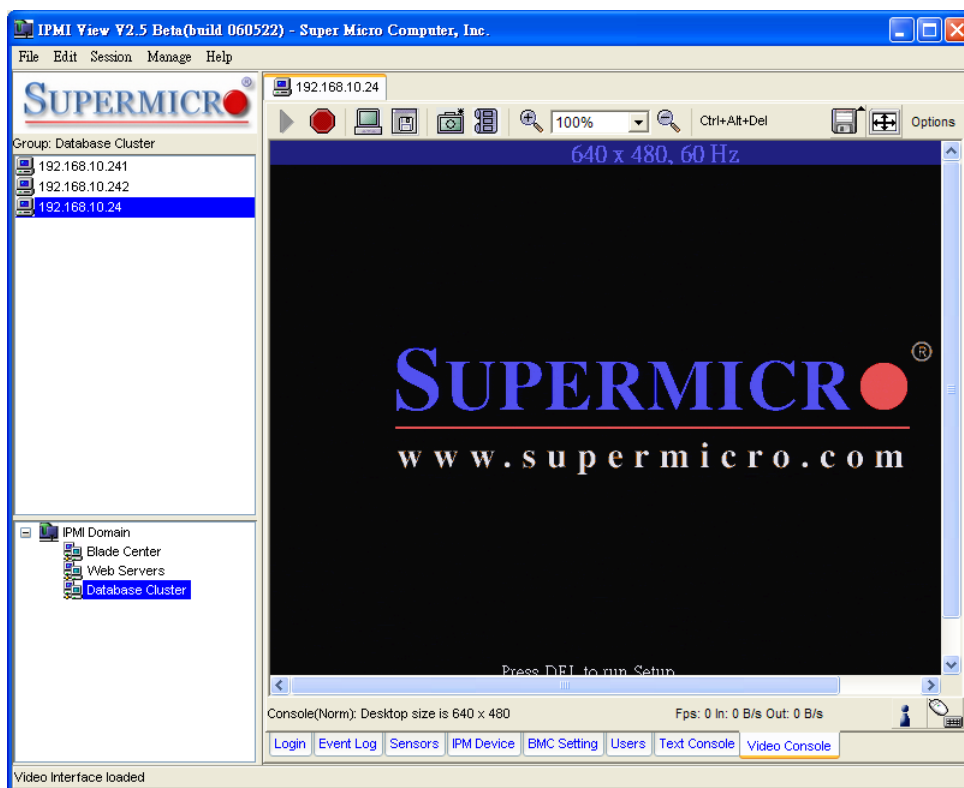 IPMI View V2.5 Beta(build 060522) - Super Micro Computer, Inc.
File Edit Session Manage Help
SUPERMICRO®
192.168.10.24
100%
Ctrl+Alt+Del
Options
Group: Database Cluster
192.168.10.241
192.168.10.242
192.168.10.24
640 x 480, 60 Hz
SUPERMICRO®
www.supermicro.com
Press DEL to run Setup
IPMI Domain
Blade Center
Web Servers
Database Cluster
Console(Norm): Desktop size is 640 x 480
Fps: 0 In: 0 B/s Out: 0 B/s
Login Event Log Sensors IPM Device BMC Setting Users Text Console Video Console
Video Interface loaded